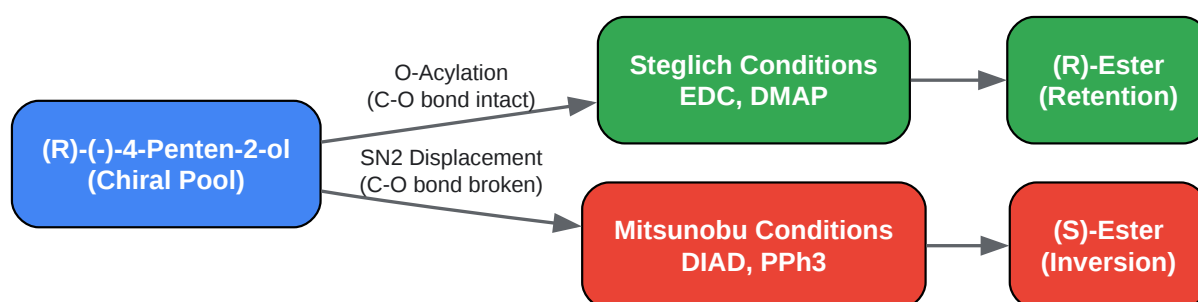 (R)-(-)-4-Penten-2-ol
(Chiral Pool)
O-Acylation
(C-O bond intact)
SN2 Displacement
(C-O bond broken)
Steglich Conditions
EDC, DMAP
(R)-Ester
(Retention)
Mitsunobu Conditions
DIAD, PPh3
(S)-Ester
(Inversion)